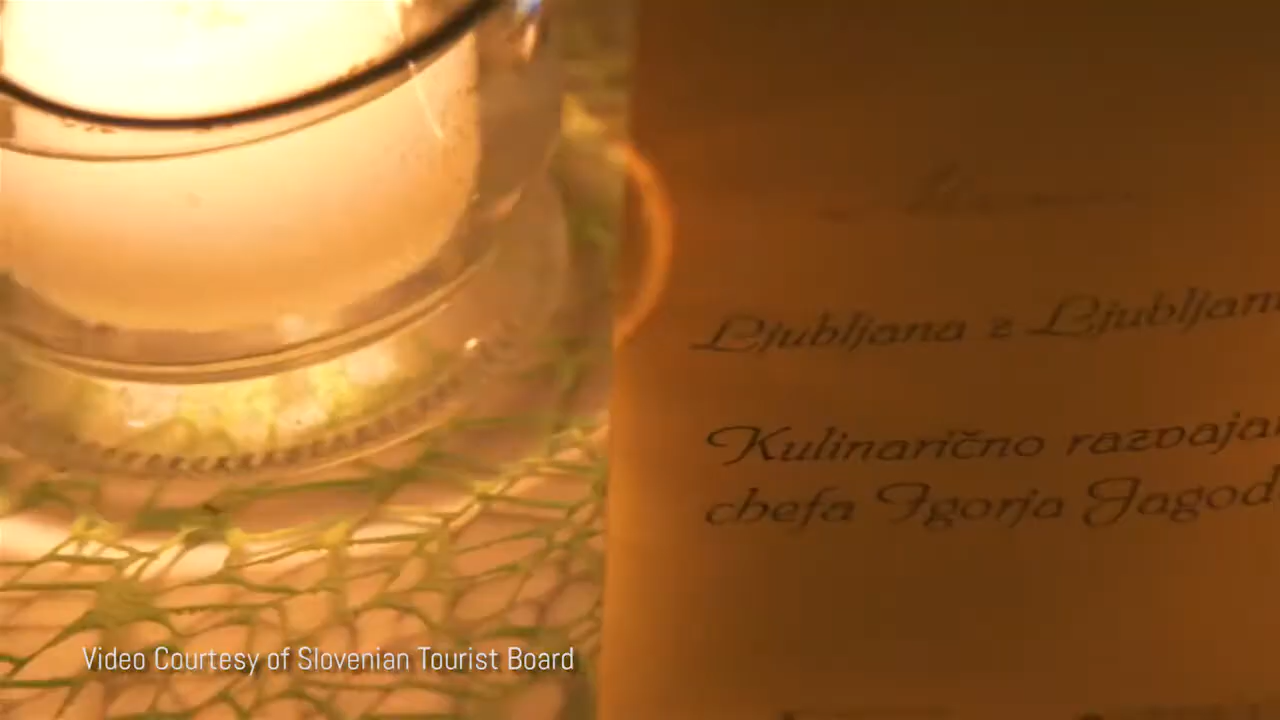 Ljubljana z Ljubljan
Kulinarično razvaja
chefa Igorja Jagod
Video Courtesy of Slovenian Tourist Board